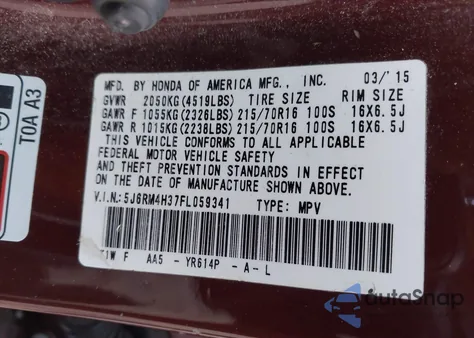 MFD. BY HONDA OF AMERICA MFG., INC. 03/15
GVWR 2050KG(4519LBS) TIRE SIZE RIM SIZE
GAWR F 1055KG(2326LBS) 215/70R16 100S 16X6.5J
GAWR R 1015KG(2238LBS) 215/70R16 100S 16X6.5J
THIS VEHICLE CONFORMS TO ALL APPLICABLE
FEDERAL MOTOR VEHICLE SAFETY
AND THEFT PREVENTION STANDARDS IN EFFECT
ON THE DATE OF MANUFACTURE SHOWN ABOVE.
V.I.N.:5J6RM4H37FL059341 TYPE: MPV
F AA5 - YR614P - A - L
TOA A3
AutoSnap